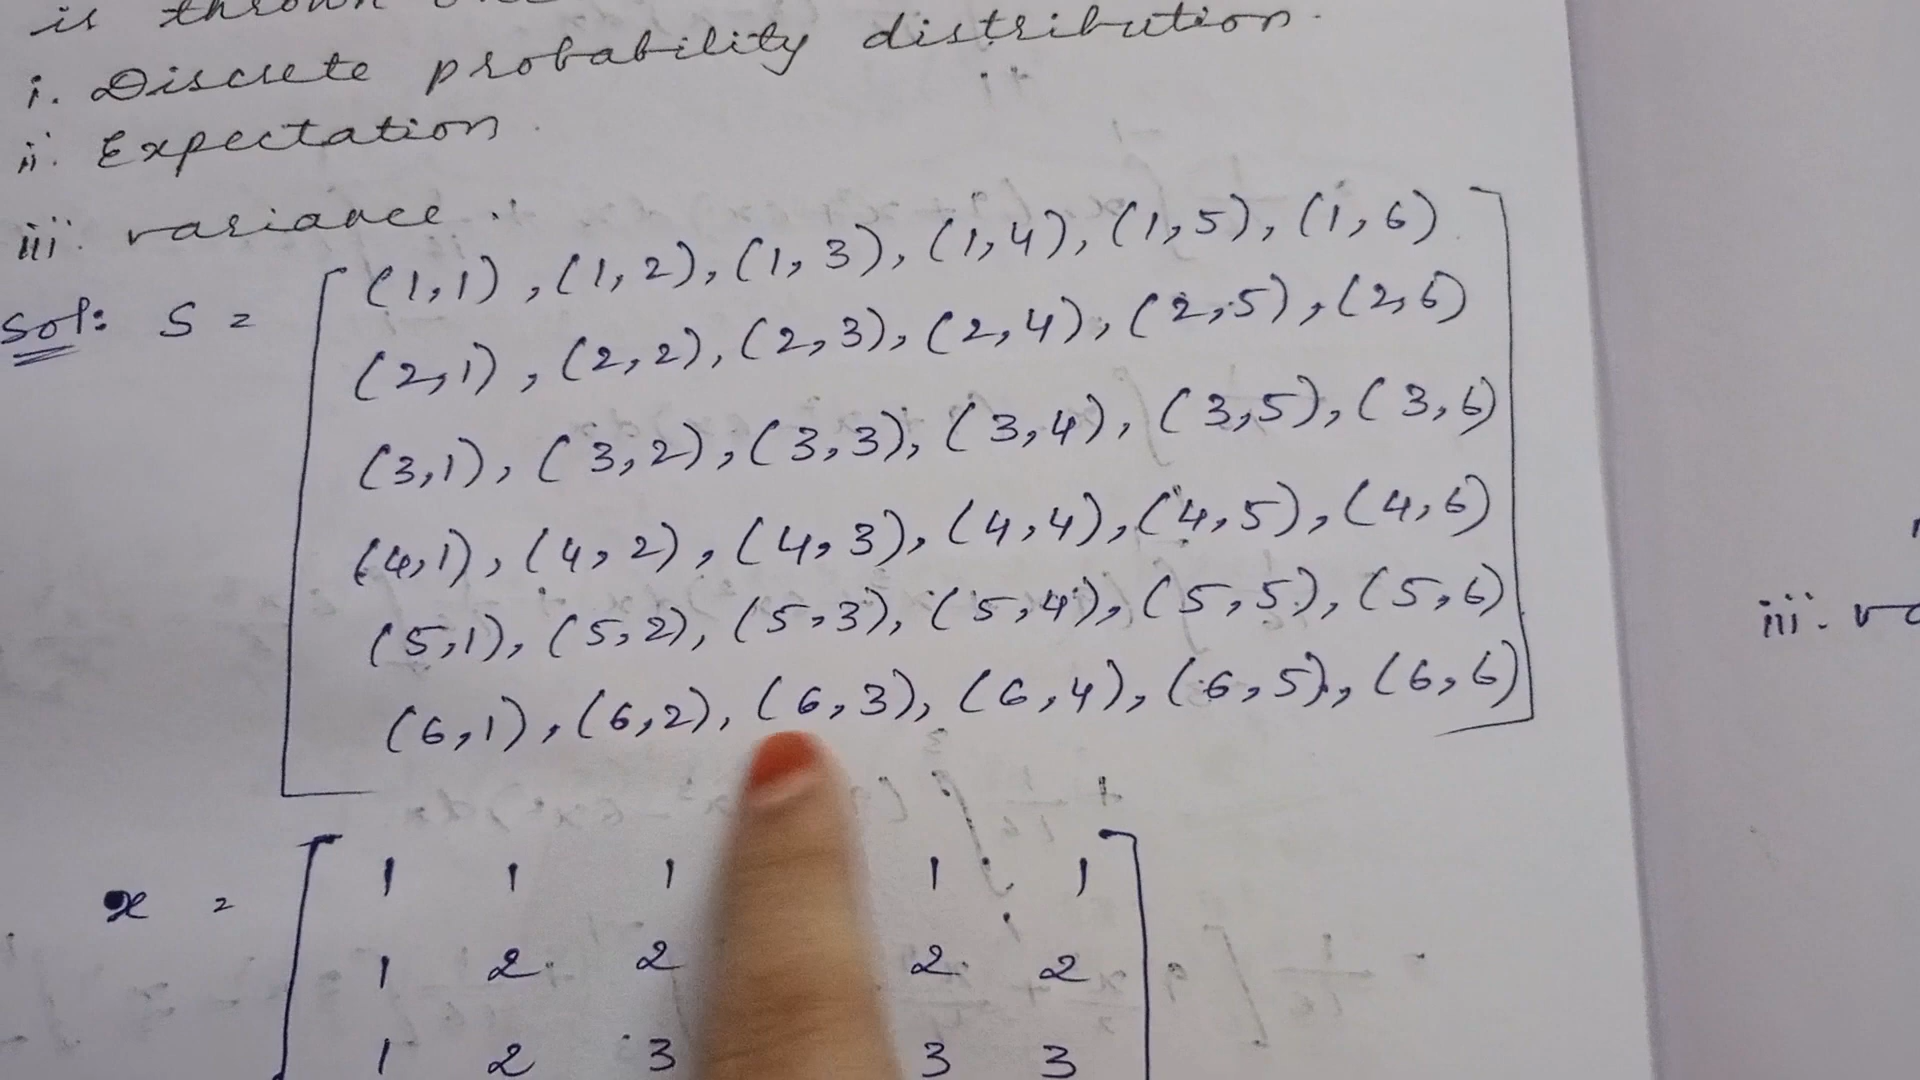 is thrown
i. Discrete probability distribution.
ii. Expectation.
iii. variance.
Sol: S = (1,1), (1,2), (1,3), (1,4), (1,5), (1,6)
(2,1), (2,2), (2,3), (2,4), (2,5), (2,6)
(3,1), (3,2), (3,3), (3,4), (3,5), (3,6)
(4,1), (4,2), (4,3), (4,4), (4,5), (4,6)
(5,1), (5,2), (5,3), (5,4), (5,5), (5,6)
(6,1), (6,2), (6,3), (6,4), (6,5), (6,6)
x = 1 1 1 1 1
1 2 2 2 2
1 2 3 3 3
iii.